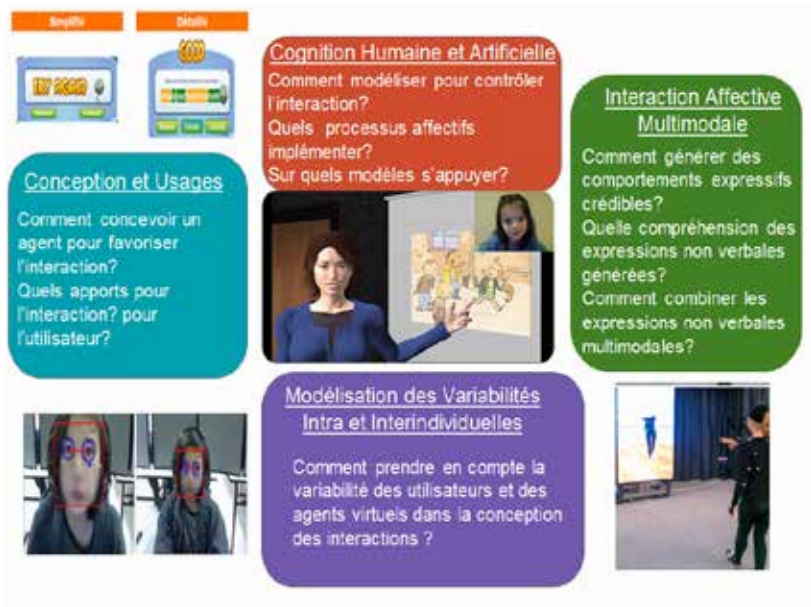 Simplifié
Détaillé
TRY AGAIN
GOOD
Cognition Humaine et Artificielle
Comment modéliser pour contrôler
l'interaction?
Quels processus affectifs
implémenter?
Sur quels modèles s'appuyer?
Interaction Affective
Multimodale
Comment générer des
comportements expressifs
crédibles?
Quelle compréhension des
expressions non verbales
générées?
Comment combiner les
expressions non verbales
multimodales?
Conception et Usages
Comment concevoir un
agent pour favoriser
l'interaction?
Quels apports pour
l'interaction? pour
l'utilisateur?
Modélisation des Variabilités
Intra et Interindividuelles
Comment prendre en compte la
variabilité des utilisateurs et des
agents virtuels dans la conception
des interactions ?